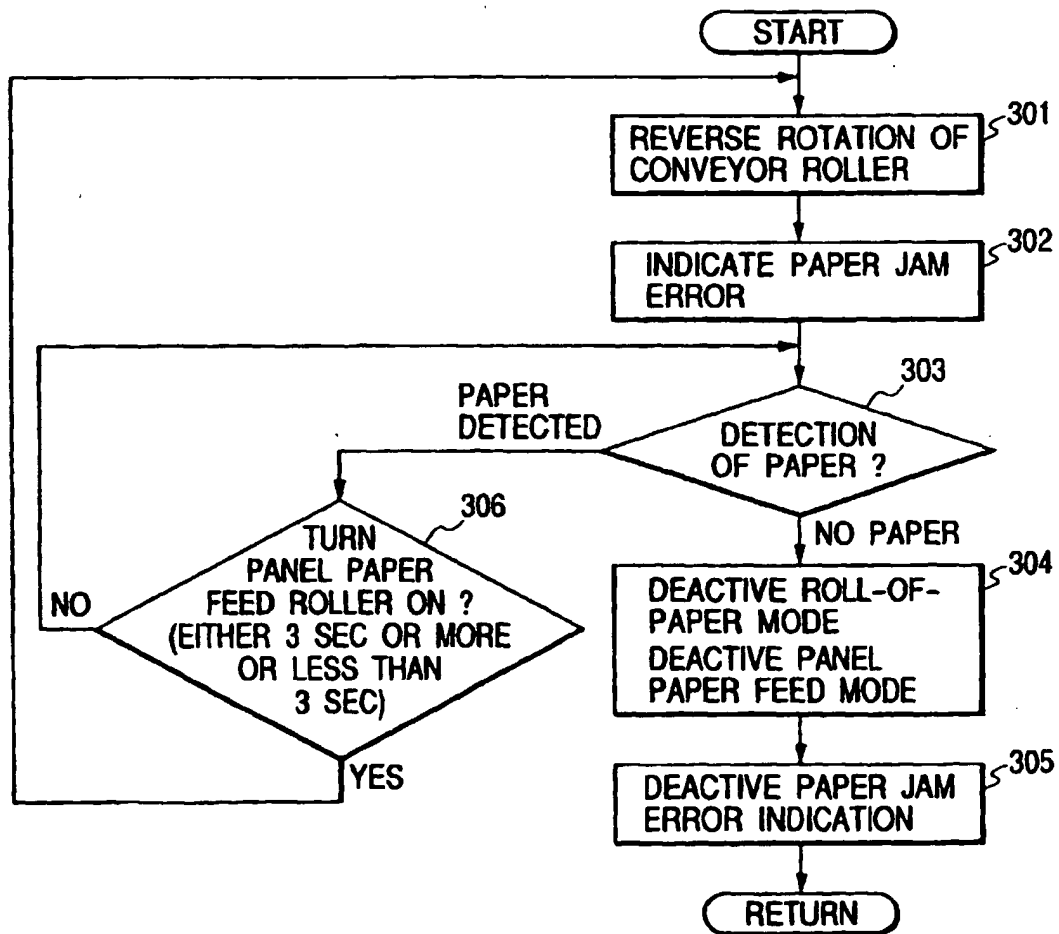 START
301
REVERSE ROTATION OF
CONVEYOR ROLLER
302
INDICATE PAPER JAM
ERROR
303
PAPER
DETECTED
DETECTION
OF PAPER ?
306
TURN
PANEL PAPER
FEED ROLLER ON ?
(EITHER 3 SEC OR MORE
OR LESS THAN
3 SEC)
NO
YES
NO PAPER
304
DEACTIVE ROLL-OF-
PAPER MODE
DEACTIVE PANEL
PAPER FEED MODE
305
DEACTIVE PAPER JAM
ERROR INDICATION
RETURN